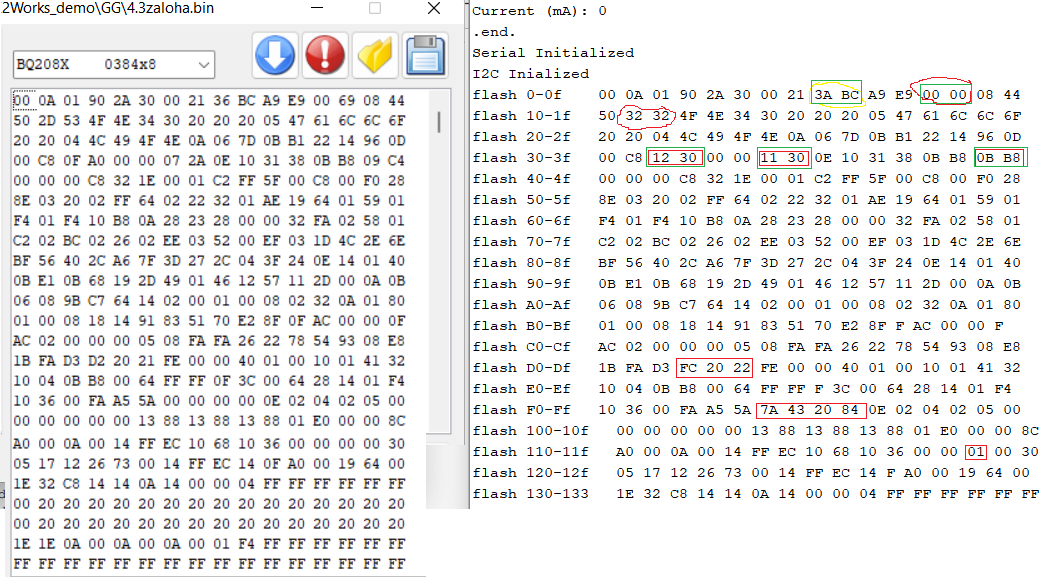 2Works_demo\GG\4.3zaloha.bin
BQ208X 0384x8
00 0A 01 90 2A 30 00 21 36 BC A9 E9 00 69 08 44
50 2D 53 4F 4E 34 30 20 20 20 05 47 61 6C 6C 6F
20 20 04 4C 49 4F 4E 0A 06 7D 0B B1 22 14 96 0D
00 C8 0F A0 00 00 07 2A 0E 10 31 38 0B B8 09 C4
00 00 00 C8 32 1E 00 01 C2 FF 5F 00 C8 00 F0 28
8E 03 20 02 FF 64 02 22 32 01 AE 19 64 01 59 01
F4 01 F4 10 B8 0A 28 23 28 00 00 32 FA 02 58 01
C2 02 BC 02 26 02 EE 03 52 00 EF 03 1D 4C 2E 6E
BF 56 40 2C A6 7F 3D 27 2C 04 3F 24 0E 14 01 40
0B E1 0B 68 19 2D 49 01 46 12 57 11 2D 00 0A 0B
06 08 9B C7 64 14 02 00 01 00 08 02 32 0A 01 80
01 00 08 18 14 91 83 51 70 E2 8F 0F AC 00 00 0F
AC 02 00 00 00 05 08 FA FA 26 22 78 54 93 08 E8
1B FA D3 D2 20 21 FE 00 00 40 01 00 10 01 41 32
10 04 0B B8 00 64 FF FF 0F 3C 00 64 28 14 01 F4
10 36 00 FA A5 5A 00 00 00 00 0E 02 04 02 05 00
00 00 00 00 00 13 88 13 88 13 88 01 E0 00 00 8C
A0 00 0A 00 14 FF EC 10 68 10 36 00 00 00 00 30
05 17 12 26 73 00 14 FF EC 14 0F A0 00 19 64 00
1E 32 C8 14 14 0A 14 00 00 04 FF FF FF FF FF FF
00 20 20 20 20 20 20 20 20 20 20 20 20 20 20 20
00 20 20 20 20 20 20 20 20 20 20 20 20 20 20 20
1E 1E 0A 00 0A 00 0A 00 01 F4 FF FF FF FF FF FF
FF FF FF FF FF FF FF FF FF FF FF FF FF FF FF FF
Current (mA): 0
.end.
Serial Initialized
I2C Inialized
flash 0-0f 00 0A 01 90 2A 30 00 21 3A BC A9 E9 00 00 08 44
flash 10-1f 50 32 32 4F 4E 34 30 20 20 20 05 47 61 6C 6C 6F
flash 20-2f 20 20 04 4C 49 4F 4E 0A 06 7D 0B B1 22 14 96 0D
flash 30-3f 00 C8 12 30 00 00 11 30 0E 10 31 38 0B B8 0B B8
flash 40-4f 00 00 00 C8 32 1E 00 01 C2 FF 5F 00 C8 00 F0 28
flash 50-5f 8E 03 20 02 FF 64 02 22 32 01 AE 19 64 01 59 01
flash 60-6f F4 01 F4 10 B8 0A 28 23 28 00 00 32 FA 02 58 01
flash 70-7f C2 02 BC 02 26 02 EE 03 52 00 EF 03 1D 4C 2E 6E
flash 80-8f BF 56 40 2C A6 7F 3D 27 2C 04 3F 24 0E 14 01 40
flash 90-9f 0B E1 0B 68 19 2D 49 01 46 12 57 11 2D 00 0A 0B
flash A0-Af 06 08 9B C7 64 14 02 00 01 00 08 02 32 0A 01 80
flash B0-Bf 01 00 08 18 14 91 83 51 70 E2 8F F AC 00 00 F
flash C0-Cf AC 02 00 00 00 05 08 FA FA 26 22 78 54 93 08 E8
flash D0-Df 1B FA D3 FC 20 22 FE 00 00 40 01 00 10 01 41 32
flash E0-Ef 10 04 0B B8 00 64 FF FF F 3C 00 64 28 14 01 F4
flash F0-Ff 10 36 00 FA A5 5A 7A 43 20 84 0E 02 04 02 05 00
flash 100-10f 00 00 00 00 00 13 88 13 88 13 88 01 E0 00 00 8C
flash 110-11f A0 00 0A 00 14 FF EC 10 68 10 36 00 00 01 00 30
flash 120-12f 05 17 12 26 73 00 14 FF EC 14 F A0 00 19 64 00
flash 130-133 1E 32 C8 14 14 0A 14 00 00 04 FF FF FF FF FF FF